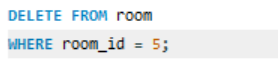 DELETE FROM room
WHERE room_id = 5;